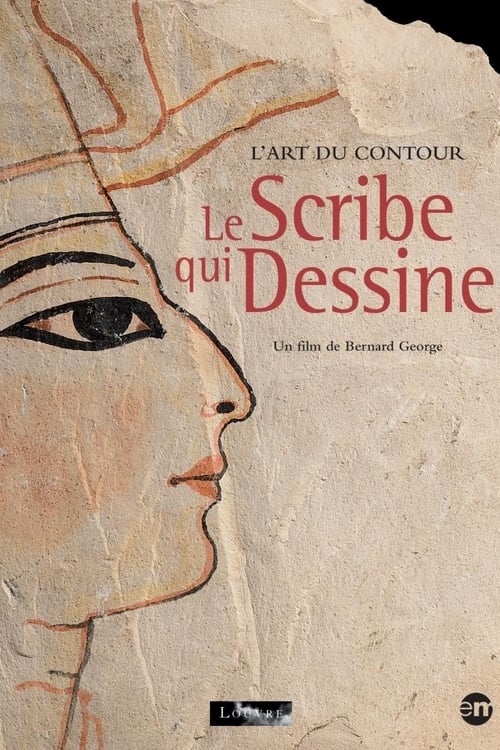 L'ART DU CONTOUR
Le Scribe
qui Dessine
Un film de Bernard George
LOUVRE
em